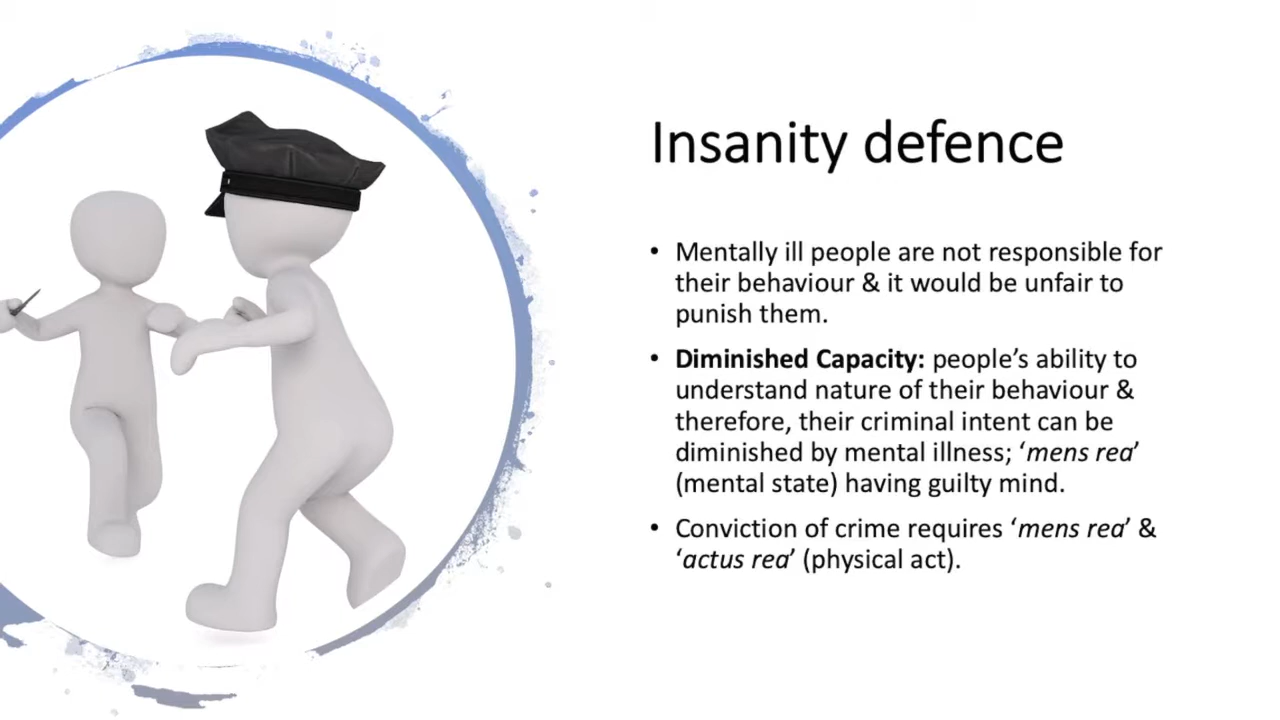 Insanity defence
• Mentally ill people are not responsible for
their behaviour & it would be unfair to
punish them.
• Diminished Capacity: people’s ability to
understand nature of their behaviour &
therefore, their criminal intent can be
diminished by mental illness; ‘mens rea’
(mental state) having guilty mind.
• Conviction of crime requires ‘mens rea’ &
‘actus rea’ (physical act).